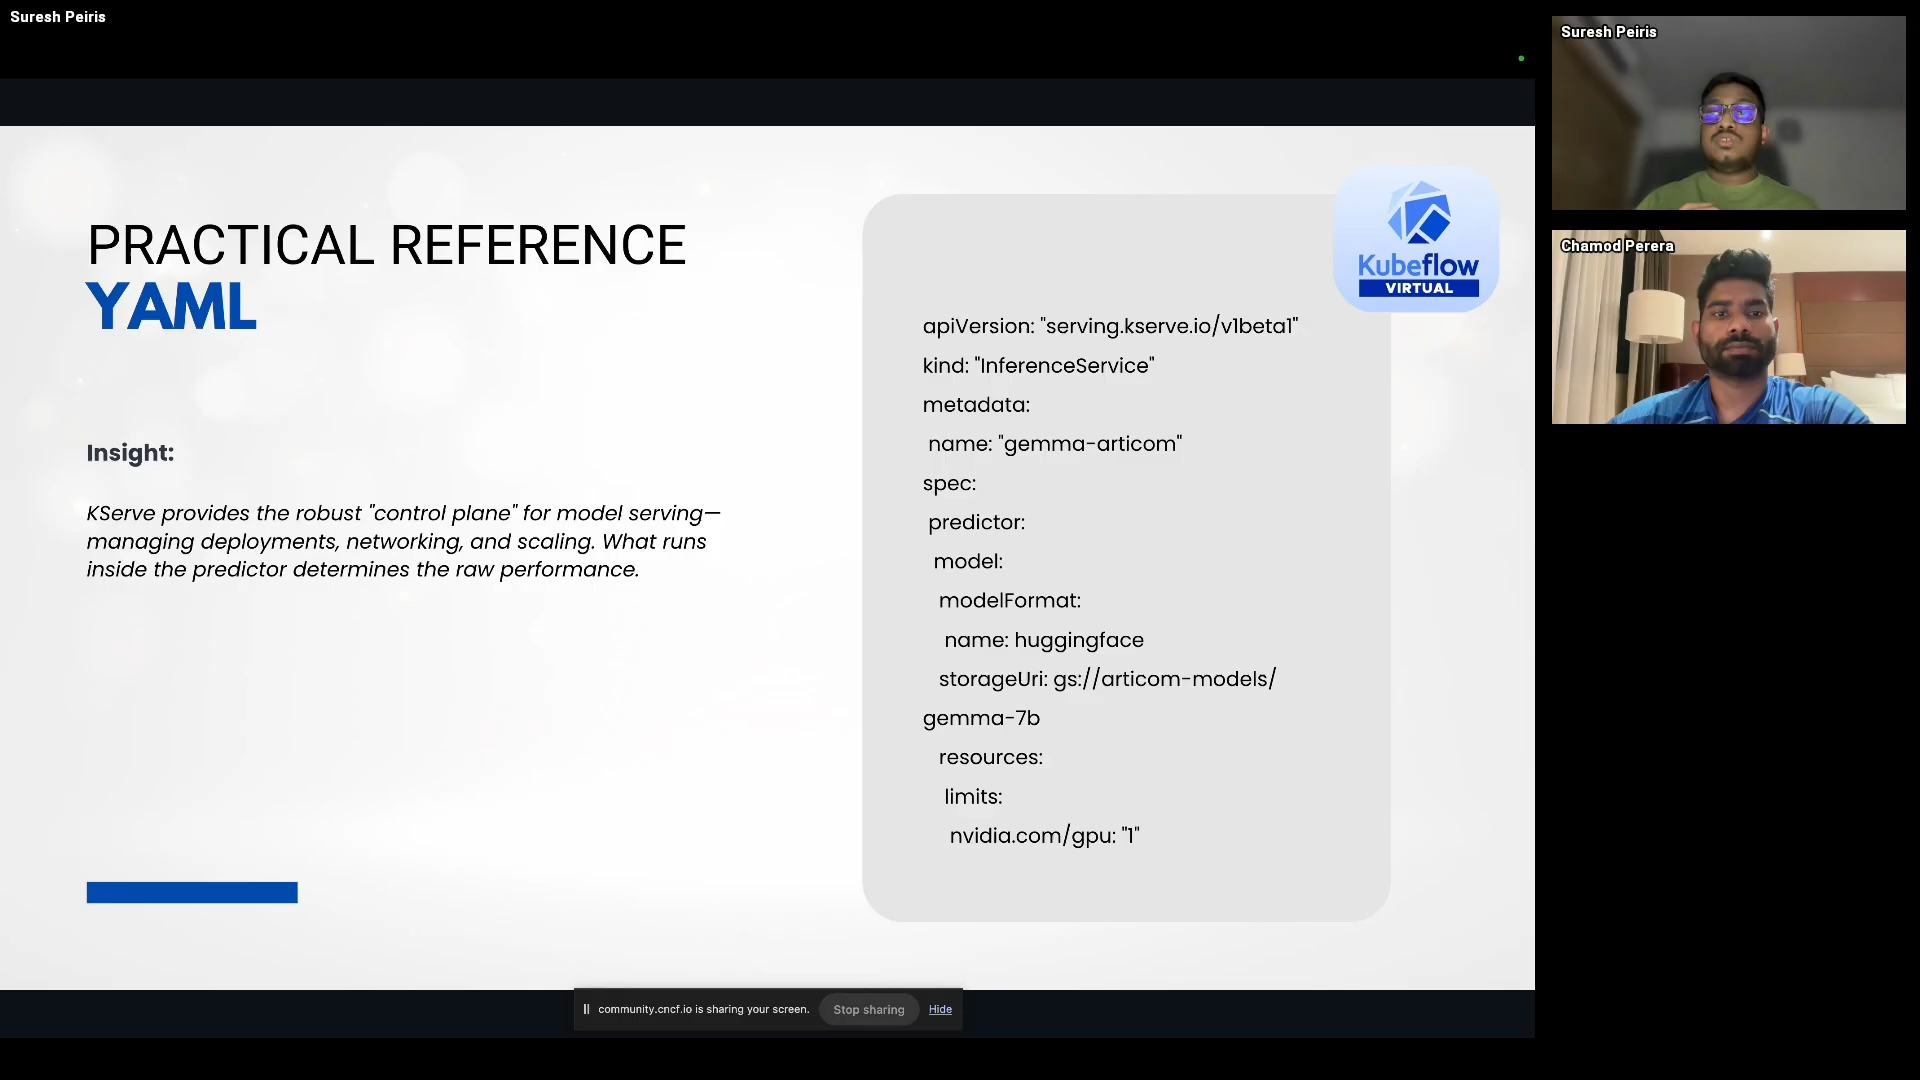 Suresh Peiris
PRACTICAL REFERENCE
YAML
Insight:
KServe provides the robust "control plane" for model serving—
managing deployments, networking, and scaling. What runs
inside the predictor determines the raw performance.
Kubeflow
VIRTUAL
apiVersion: "serving.kserve.io/v1beta1"
kind: "InferenceService"
metadata:
name: "gemma-articom"
spec:
predictor:
model:
modelFormat:
name: huggingface
storageUri: gs://articom-models/
gemma-7b
resources:
limits:
nvidia.com/gpu: "1"
community.cncf.io is sharing your screen.
Stop sharing
Hide
Suresh Peiris
Chamod Perera